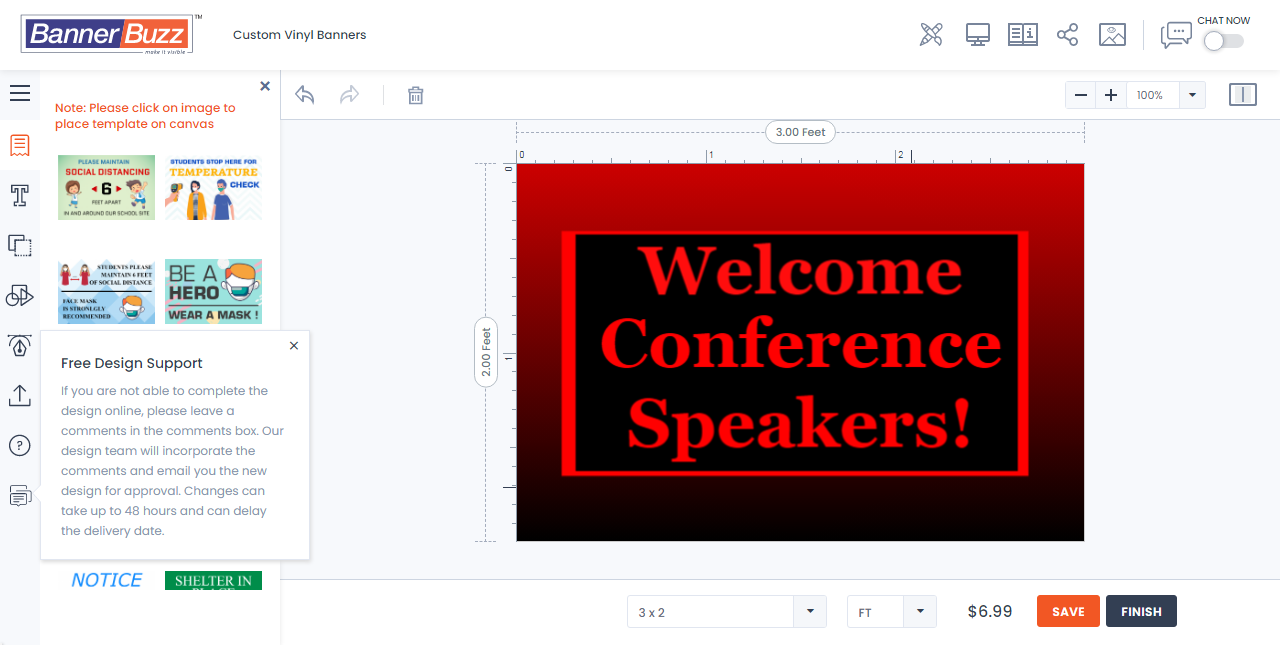 BannerBuzz™
make it visible
Custom Vinyl Banners
CHAT NOW
Note: Please click on image to
place template on canvas
100%
3.00 Feet
0 1 2
0
1
2.00 Feet
PLEASE MAINTAIN
SOCIAL DISTANCING
6
FEET APART
IN AND AROUND OUR SCHOOL SITE
STUDENTS STOP HERE FOR
TEMPERATURE
CHECK
STUDENTS PLEASE
MAINTAIN 6 FEET
OF SOCIAL DISTANCE
FACE MASK
IS STRONLGY
RECOMMENDED
BE A
HERO
WEAR A MASK !
Free Design Support
If you are not able to complete the
design online, please leave a
comments in the comments box. Our
design team will incorporate the
comments and email you the new
design for approval. Changes can
take up to 48 hours and can delay
the delivery date.
NOTICE
SHELTER IN
PLACE
Welcome
Conference
Speakers!
3 x 2
FT
$6.99
SAVE
FINISH